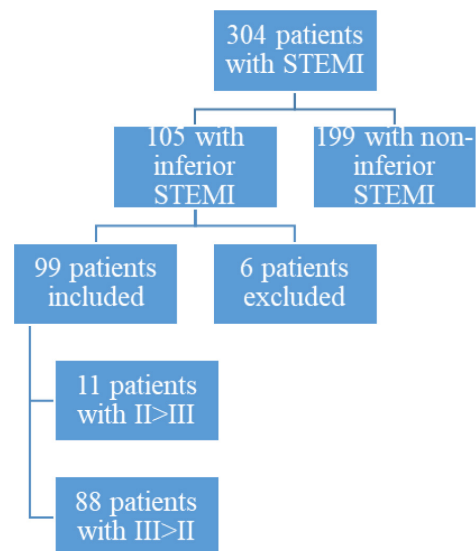 304 patients
with STEMI
105 with
inferior
STEMI
199 with non-
inferior
STEMI
99 patients
included
6 patients
excluded
11 patients
with II>III
88 patients
with III>II